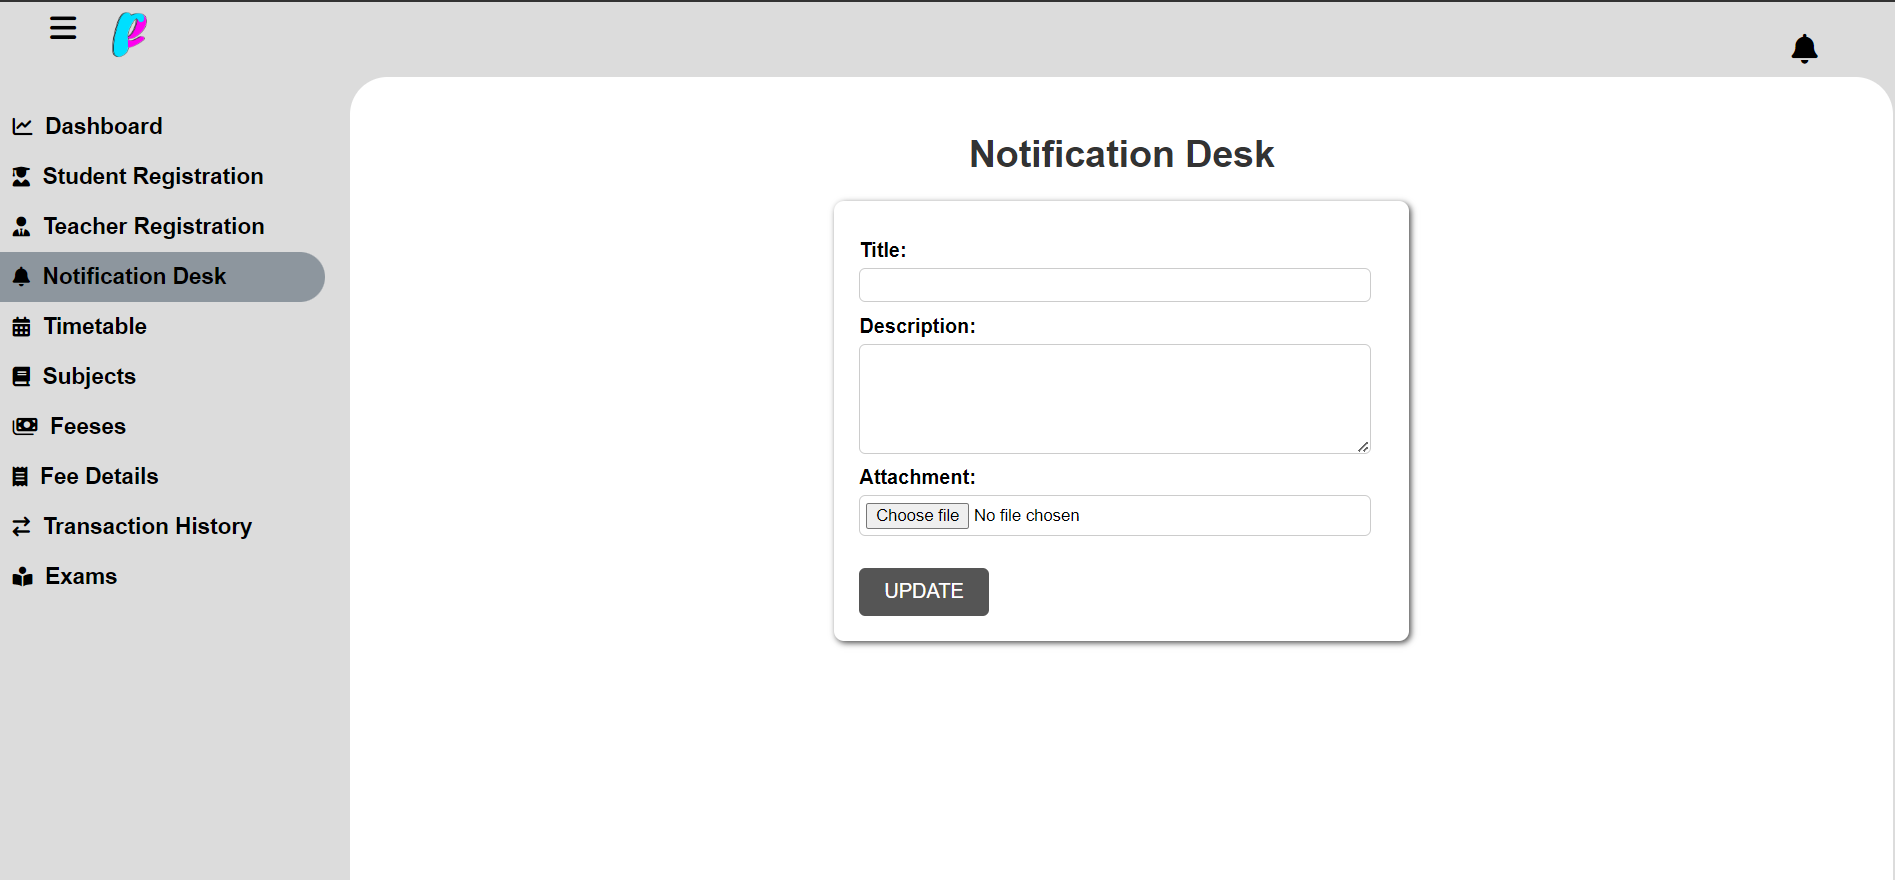 Dashboard
Student Registration
Teacher Registration
Notification Desk
Timetable
Subjects
Feeses
Fee Details
Transaction History
Exams
Notification Desk
Title:
Description:
Attachment:
Choose file No file chosen
UPDATE